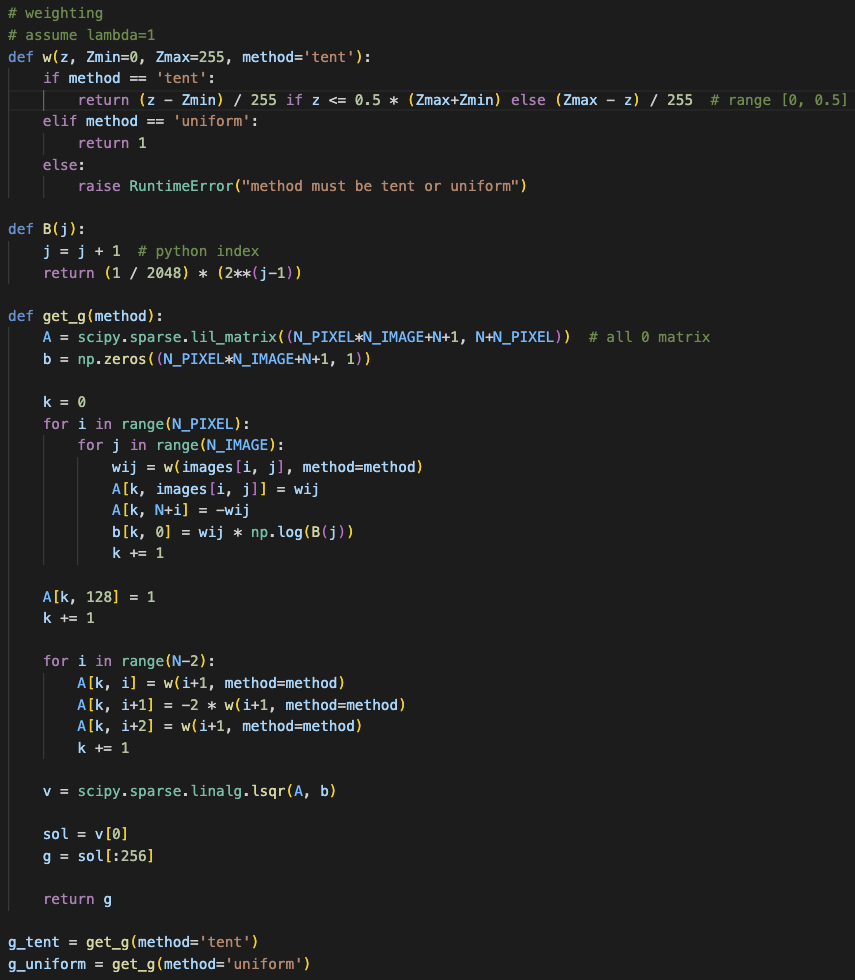 # weighting
# assume lambda=1
def w(z, Zmin=0, Zmax=255, method='tent'):
    if method == 'tent':
        return (z - Zmin) / 255 if z <= 0.5 * (Zmax+Zmin) else (Zmax - z) / 255  # range [0, 0.5]
    elif method == 'uniform':
        return 1
    else:
        raise RuntimeError("method must be tent or uniform")

def B(j):
    j = j + 1  # python index
    return (1 / 2048) * (2**(j-1))

def get_g(method):
    A = scipy.sparse.lil_matrix((N_PIXEL*N_IMAGE+N+1, N+N_PIXEL))  # all 0 matrix
    b = np.zeros((N_PIXEL*N_IMAGE+N+1, 1))

    k = 0
    for i in range(N_PIXEL):
        for j in range(N_IMAGE):
            wij = w(images[i, j], method=method)
            A[k, images[i, j]] = wij
            A[k, N+i] = -wij
            b[k, 0] = wij * np.log(B(j))
            k += 1

    A[k, 128] = 1
    k += 1

    for i in range(N-2):
        A[k, i] = w(i+1, method=method)
        A[k, i+1] = -2 * w(i+1, method=method)
        A[k, i+2] = w(i+1, method=method)
        k += 1

    v = scipy.sparse.linalg.lsqr(A, b)

    sol = v[0]
    g = sol[:256]

    return g

g_tent = get_g(method='tent')
g_uniform = get_g(method='uniform')